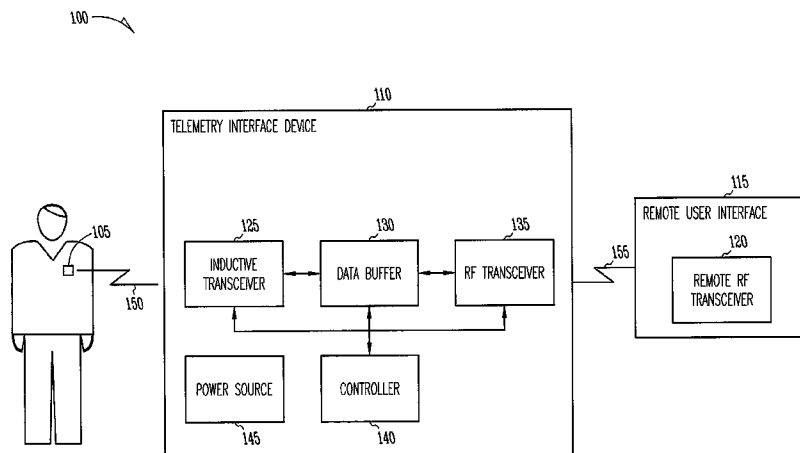 100
110
TELEMETRY INTERFACE DEVICE
115
REMOTE USER INTERFACE
105
125
130
135
155
120
INDUCTIVE
TRANSCEIVER
DATA BUFFER
RF TRANSCEIVER
REMOTE RF
TRANSCEIVER
150
POWER SOURCE
CONTROLLER
145
140